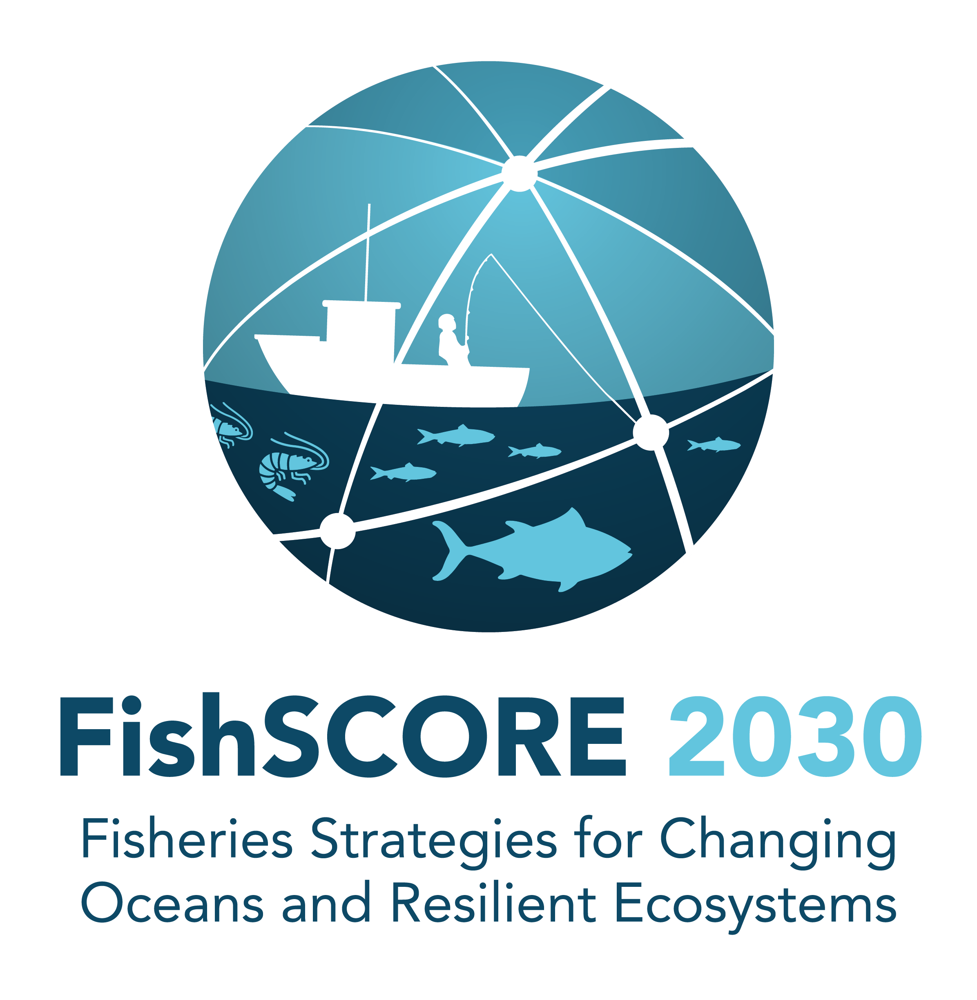 FishSCORE 2030
Fisheries Strategies for Changing
Oceans and Resilient Ecosystems